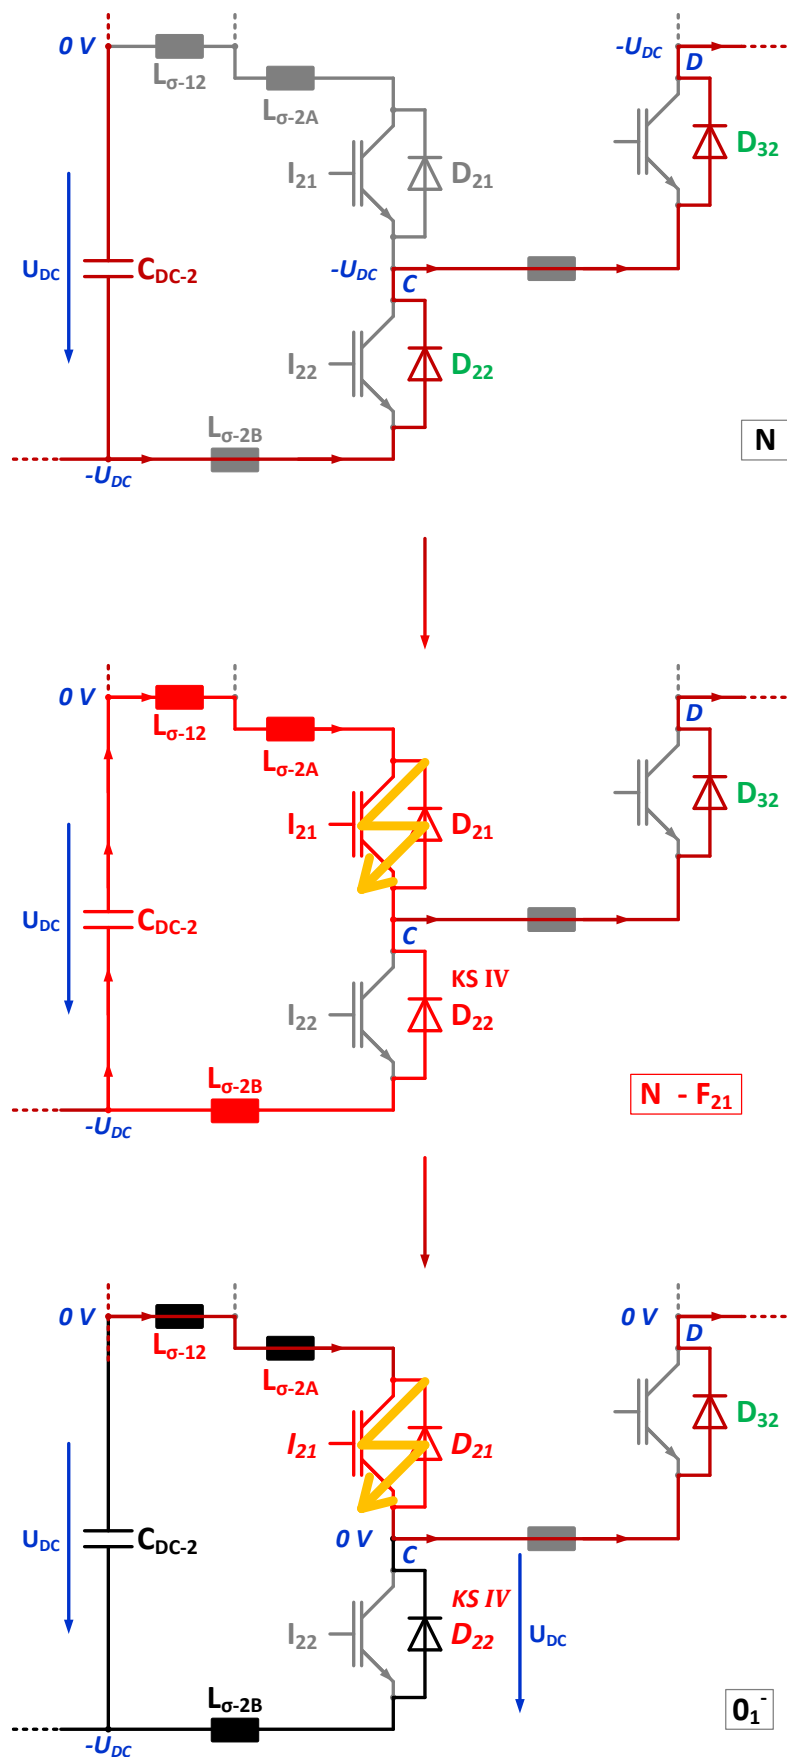 0 V
Lσ-12
-UDC
D
Lσ-2A
D32
I21
D21
UDC
CDC-2
-UDC
C
I22
D22
Lσ-2B
N
-UDC
0 V
Lσ-12
D
Lσ-2A
D32
I21
D21
UDC
CDC-2
C
KS IV
I22
D22
Lσ-2B
N - F21
-UDC
0 V
Lσ-12
0 V
D
Lσ-2A
D32
I21
D21
UDC
CDC-2
0 V
C
KS IV
I22
D22
UDC
Lσ-2B
01-
-UDC